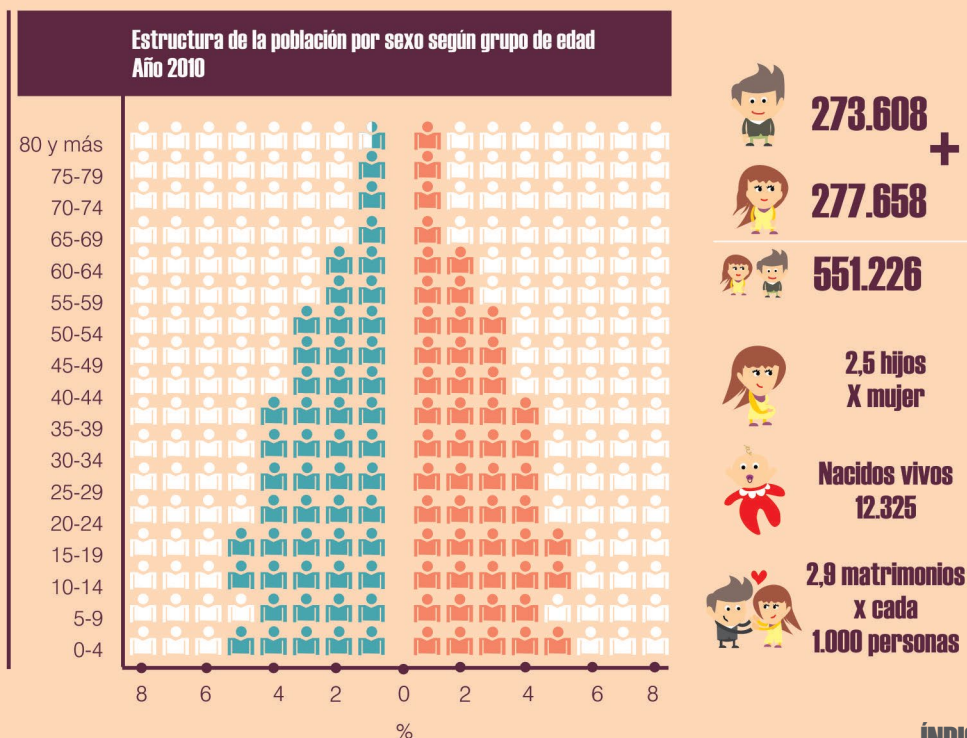 Estructura de la población por sexo según grupo de edad
Año 2010
80 y más
75-79
70-74
65-69
60-64
55-59
50-54
45-49
40-44
35-39
30-34
25-29
20-24
15-19
10-14
5-9
0-4
8 6 4 2 0 2 4 6 8
%
273.608
+
277.658
551.226
2,5 hijos
X mujer
Nacidos vivos
12.325
2,9 matrimonios
x cada
1.000 personas